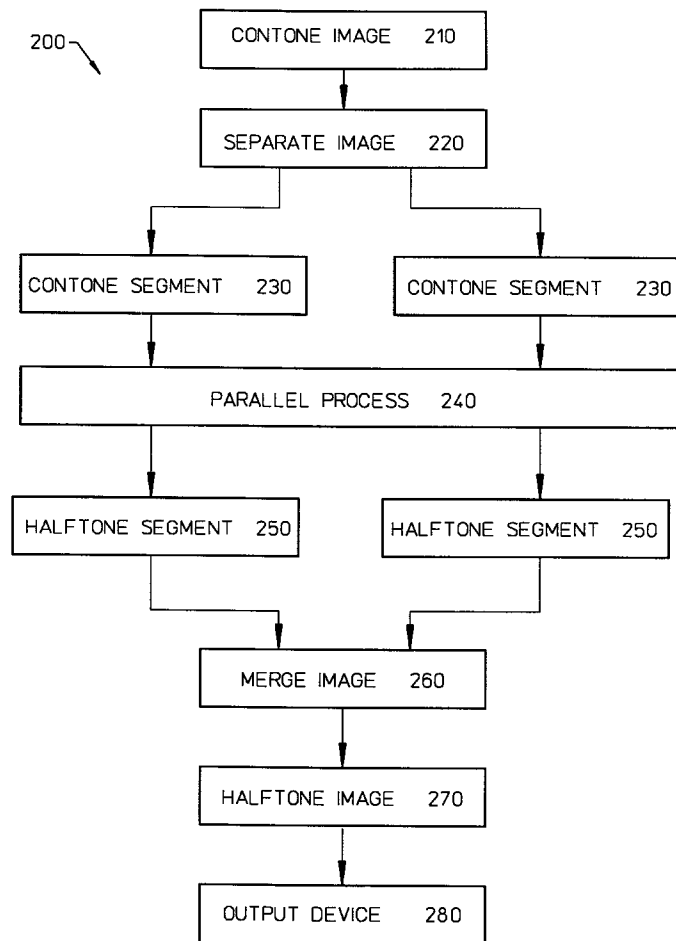 200
CONTONE IMAGE 210
SEPARATE IMAGE 220
CONTONE SEGMENT 230
CONTONE SEGMENT 230
PARALLEL PROCESS 240
HALFTONE SEGMENT 250
HALFTONE SEGMENT 250
MERGE IMAGE 260
HALFTONE IMAGE 270
OUTPUT DEVICE 280